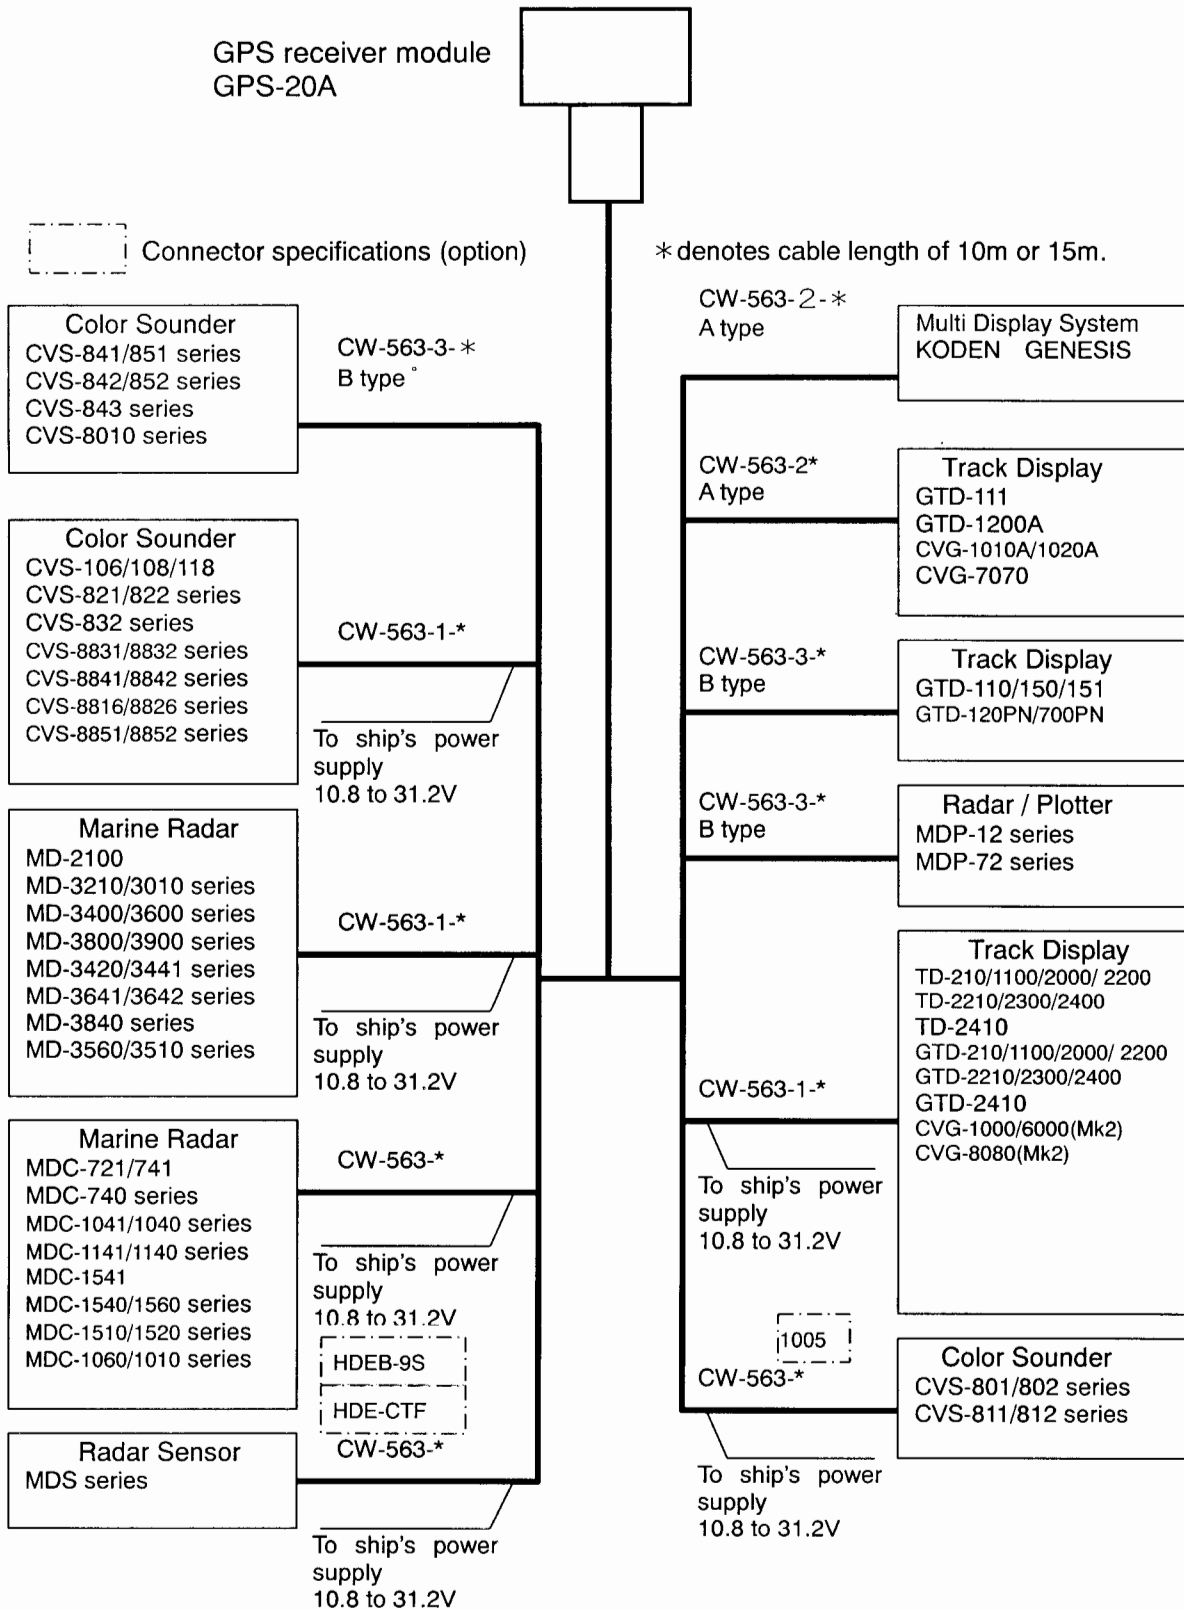 GPS receiver module
GPS-20A
Connector specifications (option)
*denotes cable length of 10m or 15m.
Color Sounder
CVS-841/851 series
CVS-842/852 series
CVS-843 series
CVS-8010 series
CW-563-3-*
B type
Color Sounder
CVS-106/108/118
CVS-821/822 series
CVS-832 series
CVS-8831/8832 series
CVS-8841/8842 series
CVS-8816/8826 series
CVS-8851/8852 series
CW-563-1-*
To ship's power
supply
10.8 to 31.2V
Marine Radar
MD-2100
MD-3210/3010 series
MD-3400/3600 series
MD-3800/3900 series
MD-3420/3441 series
MD-3641/3642 series
MD-3840 series
MD-3560/3510 series
CW-563-1-*
To ship's power
supply
10.8 to 31.2V
Marine Radar
MDC-721/741
MDC-740 series
MDC-1041/1040 series
MDC-1141/1140 series
MDC-1541
MDC-1540/1560 series
MDC-1510/1520 series
MDC-1060/1010 series
CW-563-*
To ship's power
supply
10.8 to 31.2V
HDEB-9S
HDE-CTF
CW-563-*
Radar Sensor
MDS series
To ship's power
supply
10.8 to 31.2V
CW-563-2-*
A type
Multi Display System
KODEN GENESIS
CW-563-2*
A type
Track Display
GTD-111
GTD-1200A
CVG-1010A/1020A
CVG-7070
CW-563-3-*
B type
Track Display
GTD-110/150/151
GTD-120PN/700PN
CW-563-3-*
B type
Radar / Plotter
MDP-12 series
MDP-72 series
Track Display
TD-210/1100/2000/ 2200
TD-2210/2300/2400
TD-2410
GTD-210/1100/2000/ 2200
GTD-2210/2300/2400
GTD-2410
CVG-1000/6000(Mk2)
CVG-8080(Mk2)
CW-563-1-*
To ship's power
supply
10.8 to 31.2V
1005
CW-563-*
Color Sounder
CVS-801/802 series
CVS-811/812 series
To ship's power
supply
10.8 to 31.2V